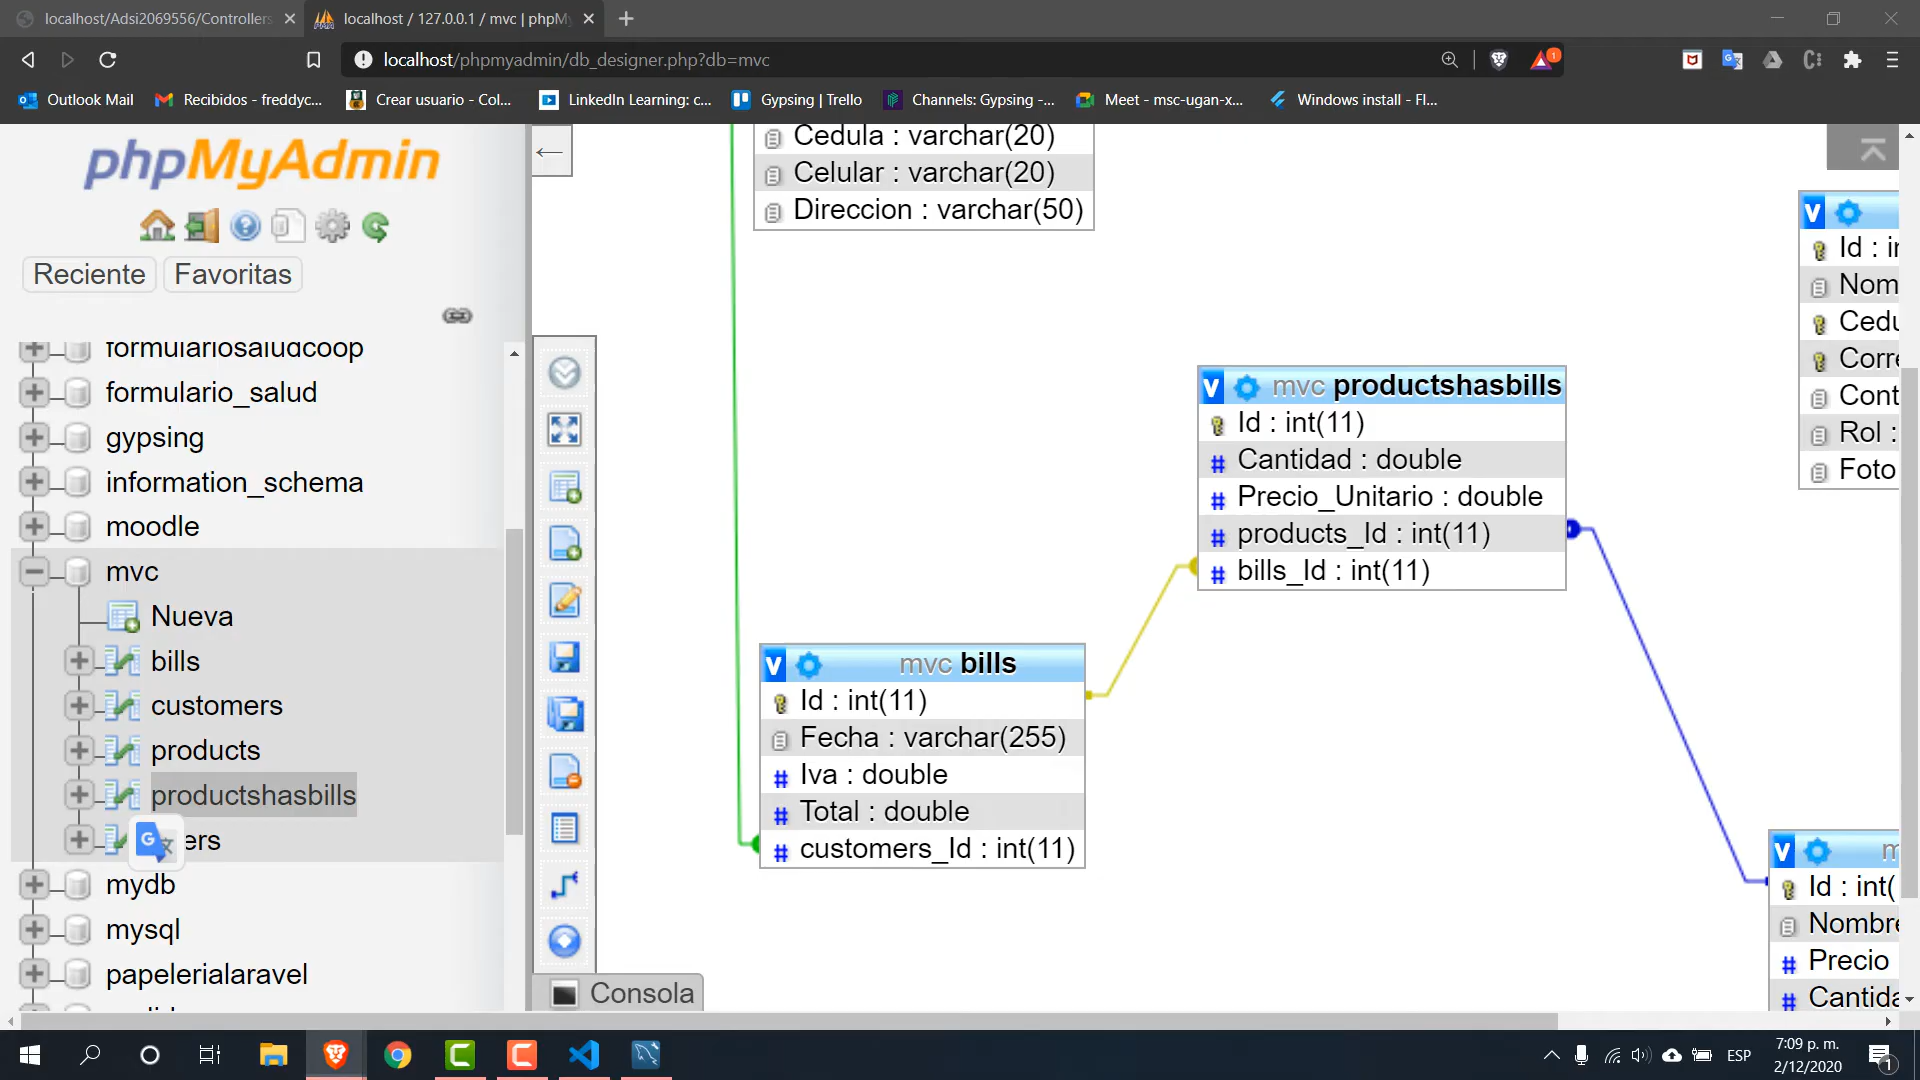 localhost/Adsi2069556/Controllers
localhost / 127.0.0.1 / mvc | phpMy
localhost/phpmyadmin/db_designer.php?db=mvc
1
Outlook Mail
Recibidos - freddyc...
Crear usuario - Col...
LinkedIn Learning: c...
Gypsing | Trello
Channels: Gypsing -...
Meet - msc-ugan-x...
Windows install - Fl...
phpMyAdmin
Reciente
Favoritas
formulariosaludcoop
formulario_salud
gypsing
information_schema
moodle
mvc
Nueva
bills
customers
products
productshasbills
ers
mydb
mysql
papelerialaravel
Cedula : varchar(20)
Celular : varchar(20)
Direccion : varchar(50)
v mvc productshasbills
Id : int(11)
# Cantidad : double
# Precio_Unitario : double
# products_Id : int(11)
# bills_Id : int(11)
v mvc bills
Id : int(11)
Fecha : varchar(255)
# Iva : double
# Total : double
# customers_Id : int(11)
v
Id : in
Nom
Cedu
Corre
Cont
Rol :
Foto
v m
Id : int(
Nombre
# Precio
# Cantida
Consola
ESP
7:09 p. m.
2/12/2020
1